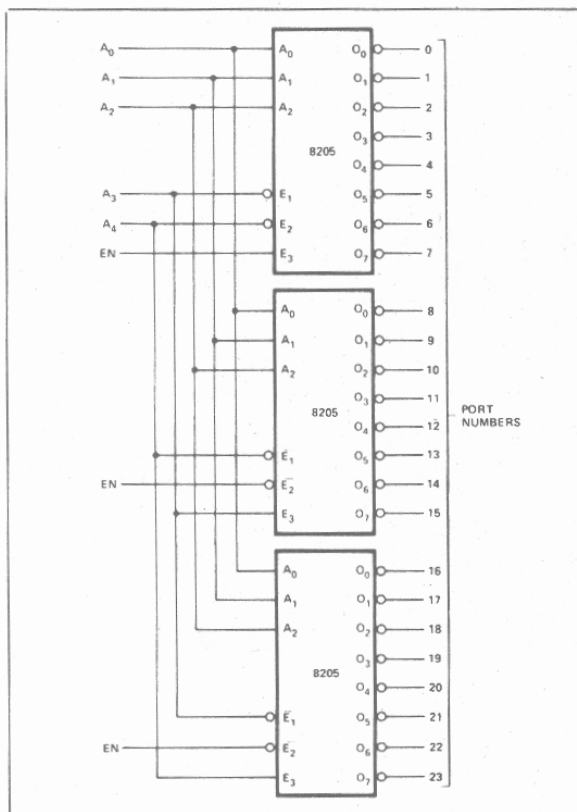 A0 A0 O0 0
A1 A1 O1 1
A2 A2 O2 2
O3 3
8205 O4 4
A3 E1 O5 5
A4 E2 O6 6
EN E3 O7 7
A0 O0 8
A1 O1 9
A2 O2 10
O3 11
PORT
NUMBERS
8205 O4 12
E1 O5 13
EN E2 O6 14
E3 O7 15
A0 O0 16
A1 O1 17
A2 O2 18
O3 19
8205 O4 20
E1 O5 21
EN E2 O6 22
E3 O7 23